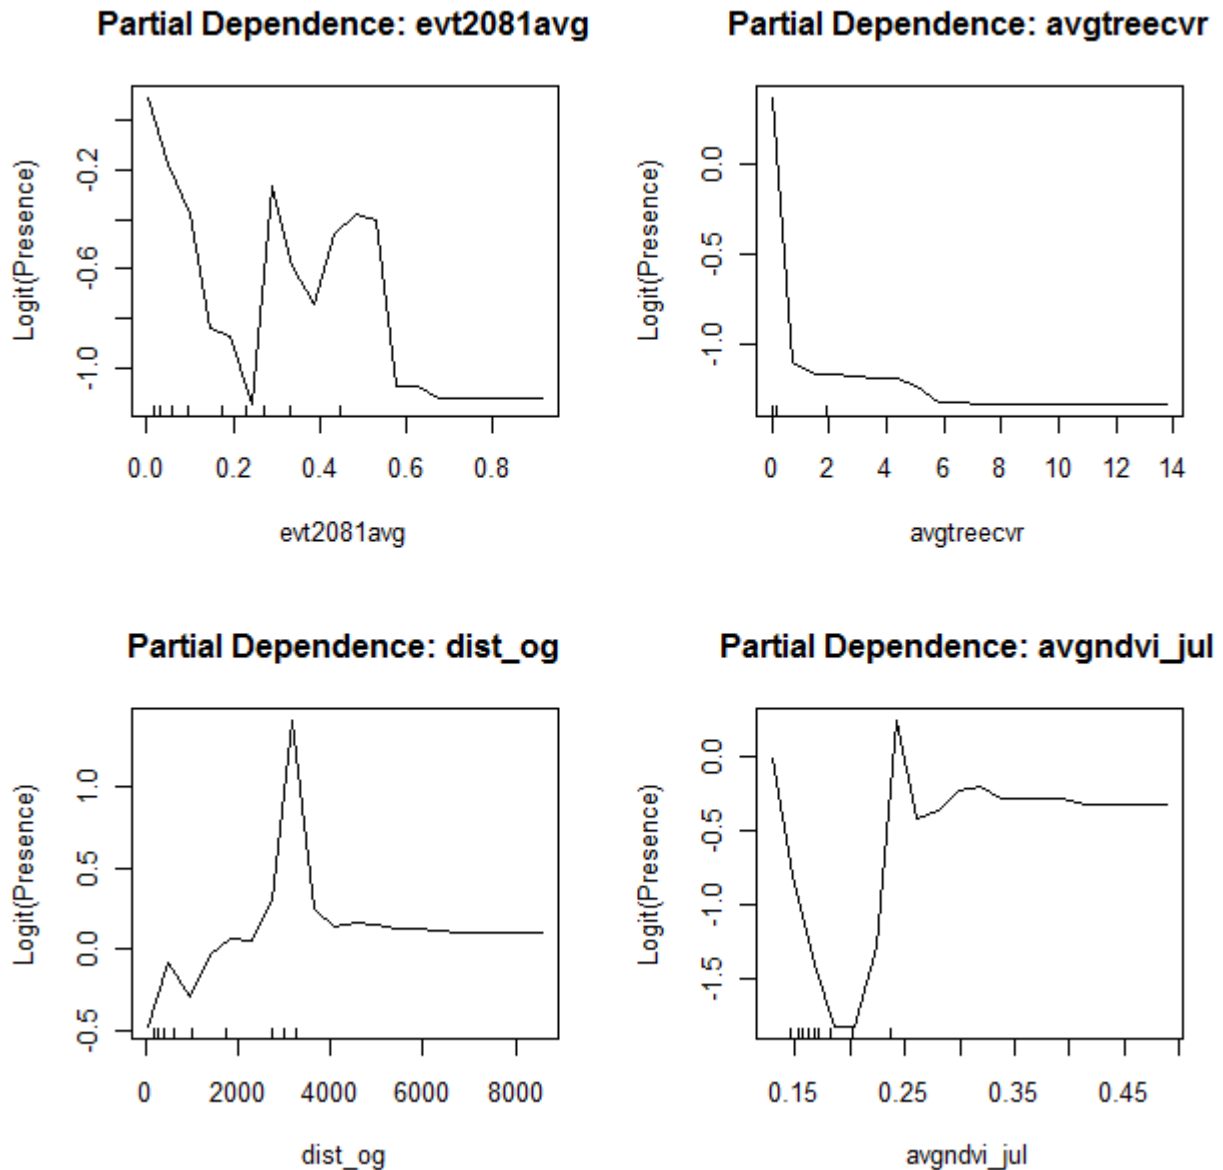 Partial Dependence: evt2081avg
Logit(Presence)
-0.2
-0.6
-1.0
0.0 0.2 0.4 0.6 0.8
evt2081avg
Partial Dependence: avgtreecvr
Logit(Presence)
0.0
-0.5
-1.0
0 2 4 6 8 10 12 14
avgtreecvr
Partial Dependence: dist_og
Logit(Presence)
1.0
0.5
0.0
-0.5
0 2000 4000 6000 8000
dist_og
Partial Dependence: avgndvi_jul
Logit(Presence)
0.0
-0.5
-1.0
-1.5
0.15 0.25 0.35 0.45
avgndvi_jul